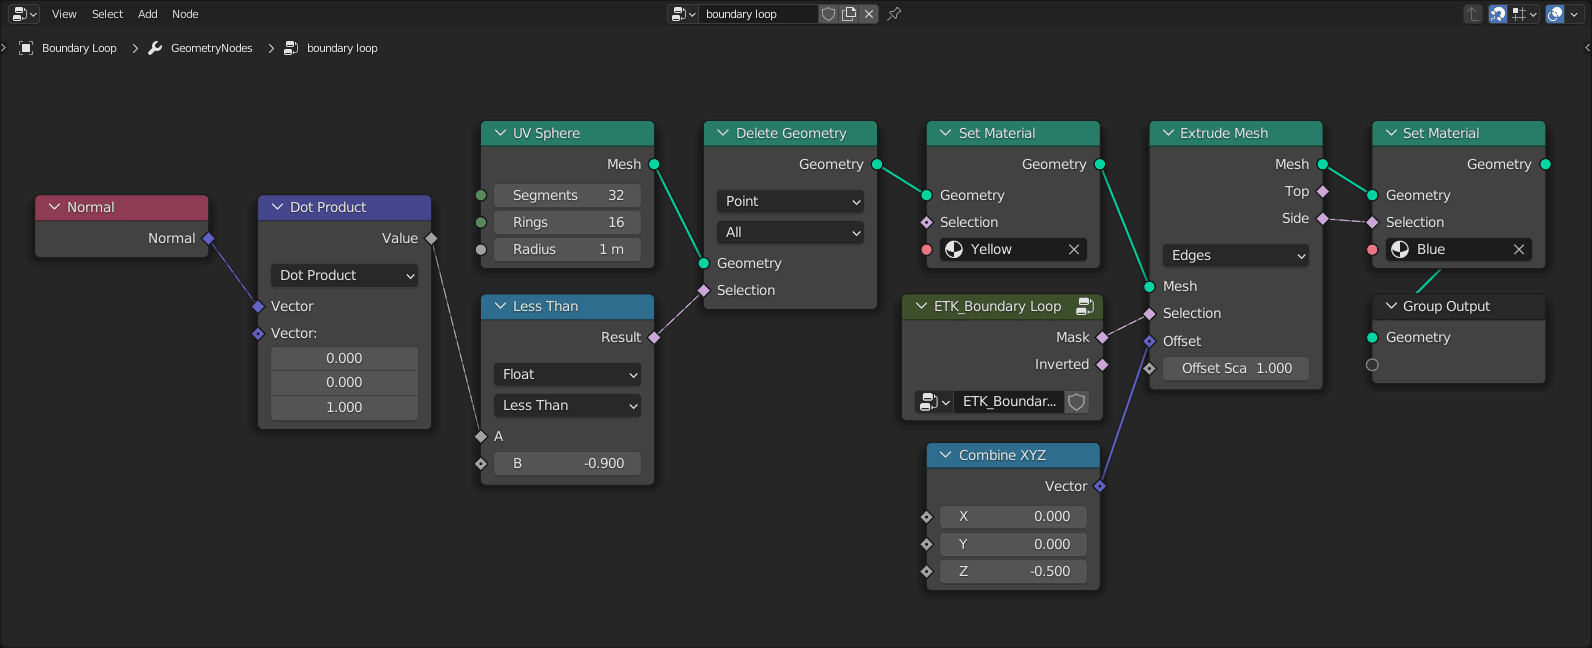 View Select Add Node
boundary loop
Boundary Loop > GeometryNodes > boundary loop
Normal
Normal
Dot Product
Value
Dot Product
Vector
Vector:
0.000
0.000
1.000
UV Sphere
Mesh
Segments 32
Rings 16
Radius 1 m
Less Than
Result
Float
Less Than
A
B -0.900
Delete Geometry
Geometry
Point
All
Geometry
Selection
Set Material
Geometry
Geometry
Selection
Yellow
ETK_Boundary Loop
Mask
Inverted
ETK_Boundar...
Combine XYZ
Vector
X 0.000
Y 0.000
Z -0.500
Extrude Mesh
Mesh
Top
Side
Edges
Mesh
Selection
Offset
Offset Sca 1.000
Set Material
Geometry
Geometry
Selection
Blue
Group Output
Geometry